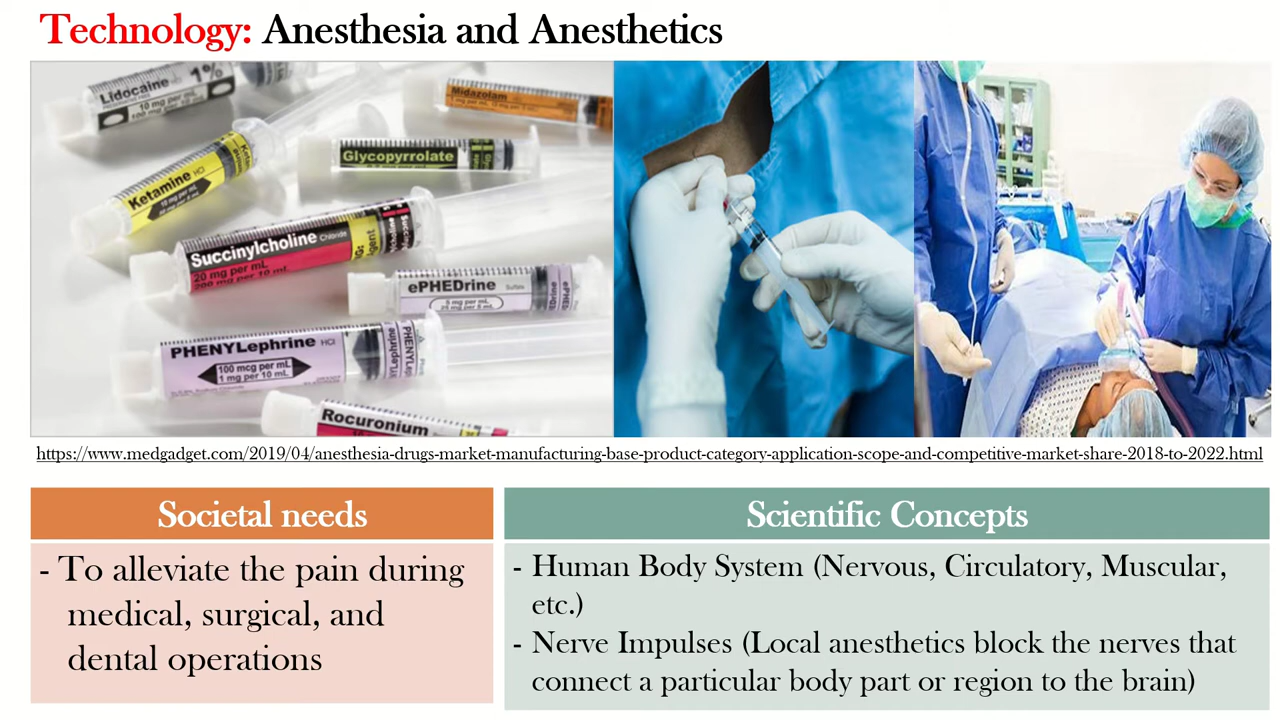 Technology: Anesthesia and Anesthetics
Lidocaine 1%
10 mg per mL
100 mg per
Midazolam
Glycopyrrolate
Ketamine HCl
Succinylcholine Chloride
20 mg per mL
200 mg per 10 mL
Agent
ePHEDrine Sulfate
5 mg per mL
PHENYLephrine HCl
100 mcg per mL
1 mg per 10 mL
PHENYLephrine
Rocuronium
https://www.medgadget.com/2019/04/anesthesia-drugs-market-manufacturing-base-product-category-application-scope-and-competitive-market-share-2018-to-2022.html
Societal needs
- To alleviate the pain during
medical, surgical, and
dental operations
Scientific Concepts
- Human Body System (Nervous, Circulatory, Muscular,
etc.)
- Nerve Impulses (Local anesthetics block the nerves that
connect a particular body part or region to the brain)